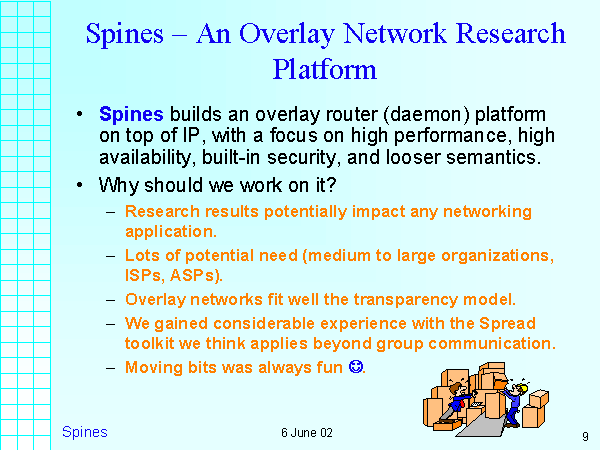 Spines – An Overlay Network Research
Platform
• Spines builds an overlay router (daemon) platform
on top of IP, with a focus on high performance, high
availability, built-in security, and looser semantics.
• Why should we work on it?
– Research results potentially impact any networking
application.
– Lots of potential need (medium to large organizations,
ISPs, ASPs).
– Overlay networks fit well the transparency model.
– We gained considerable experience with the Spread
toolkit we think applies beyond group communication.
– Moving bits was always fun ☺.
Spines
6 June 02
9